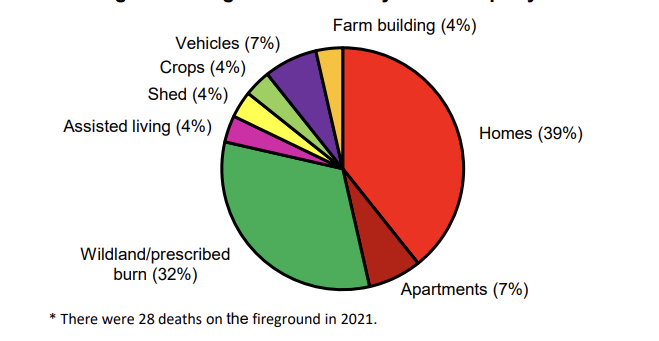 Farm building (4%)
Vehicles (7%)
Crops (4%)
Shed (4%)
Assisted living (4%)
Homes (39%)
Wildland/prescribed
burn (32%)
Apartments (7%)
* There were 28 deaths on the fireground in 2021.